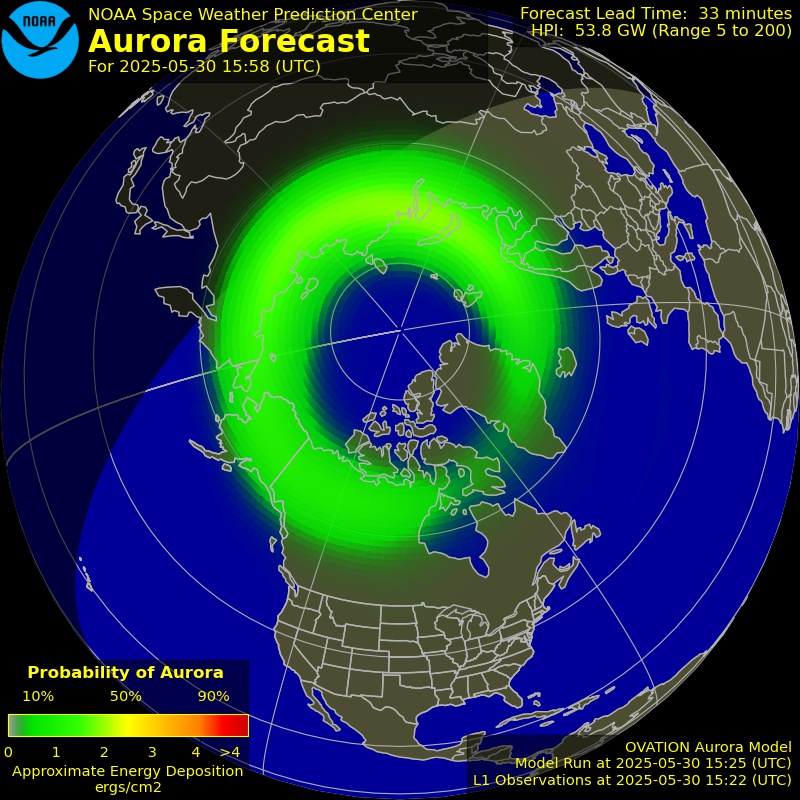 NOAA
NOAA Space Weather Prediction Center
Aurora Forecast
For 2025-05-30 15:58 (UTC)
Forecast Lead Time: 33 minutes
HPI: 53.8 GW (Range 5 to 200)
Probability of Aurora
10% 50% 90%
0 1 2 3 4 >4
Approximate Energy Deposition
ergs/cm2
OVATION Aurora Model
Model Run at 2025-05-30 15:25 (UTC)
L1 Observations at 2025-05-30 15:22 (UTC)